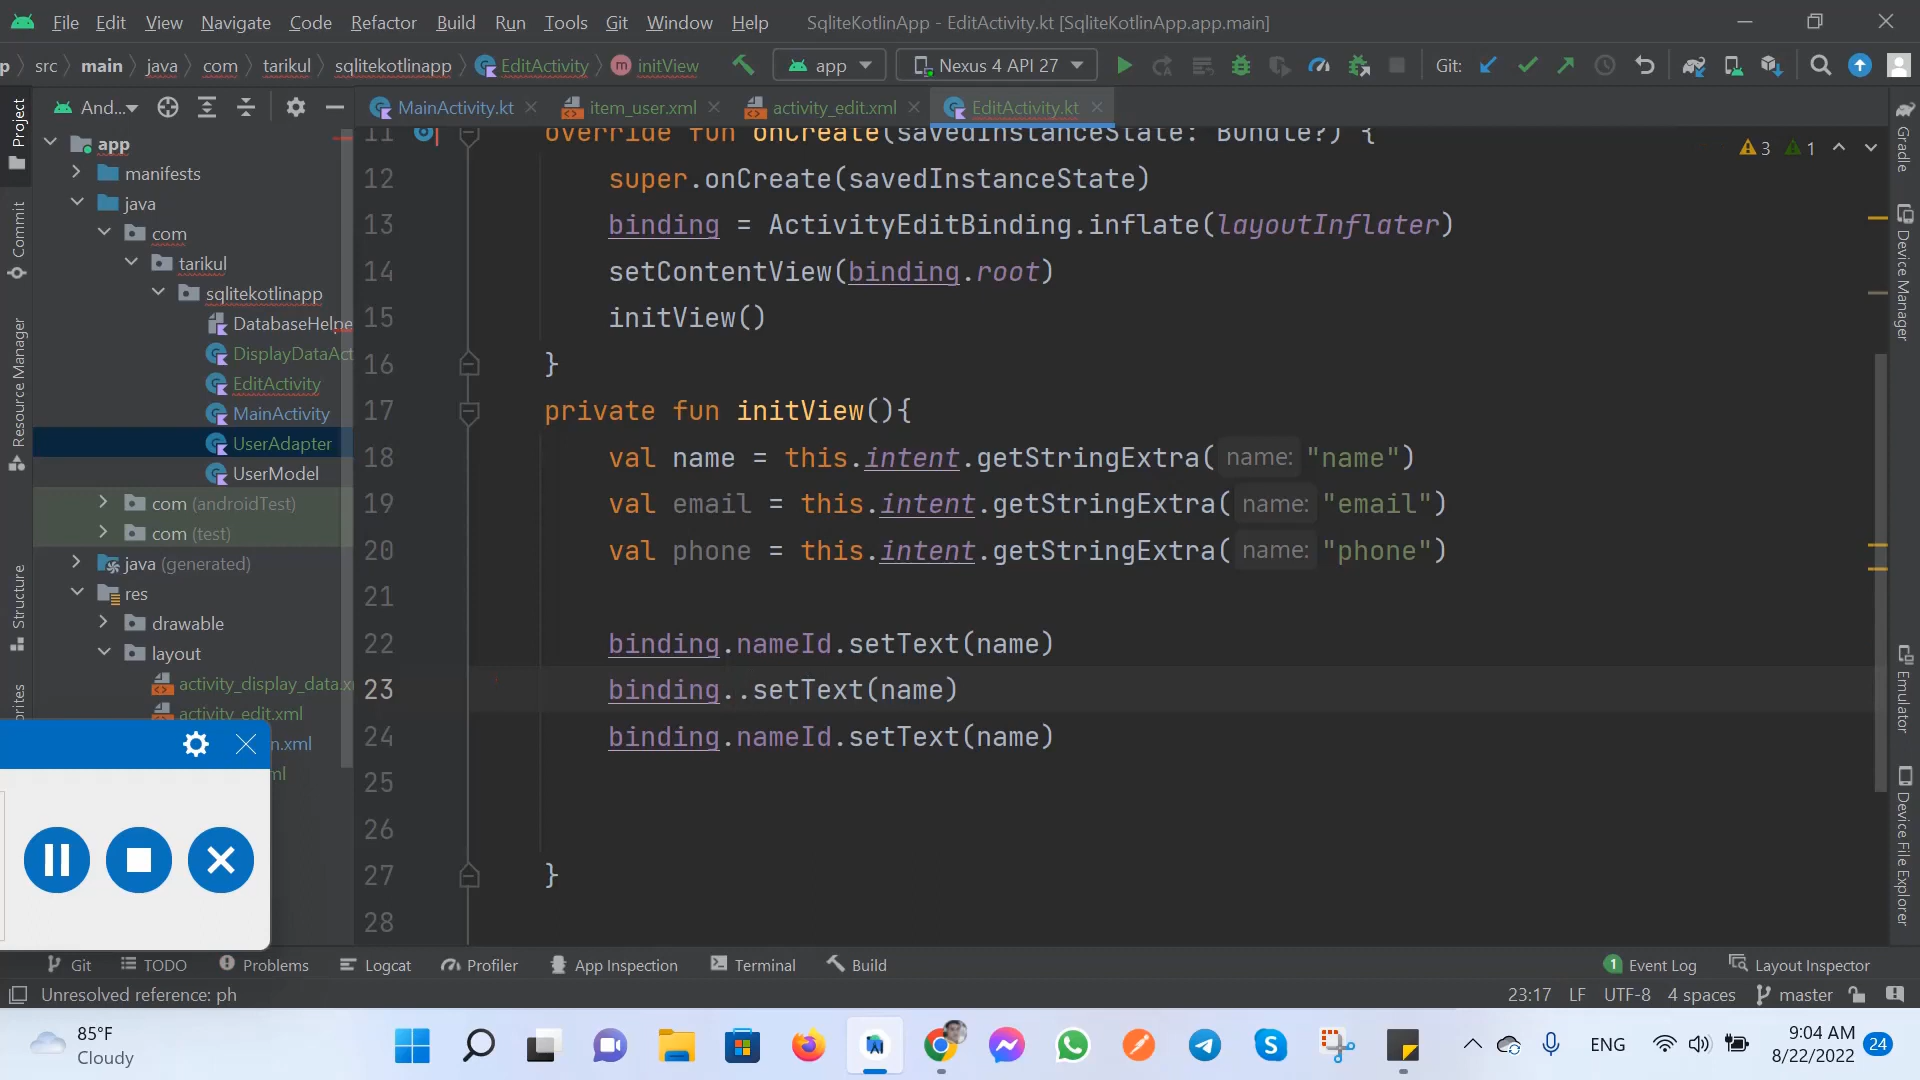 File Edit View Navigate Code Refactor Build Run Tools Git Window Help SqliteKotlinApp - EditActivity.kt [SqliteKotlinApp.app.main]
p src main java com tarikul sqlitekotlinapp EditActivity initView app Nexus 4 API 27 Git:
And... MainActivity.kt item_user.xml activity_edit.xml EditActivity.kt
Project
Commit
Resource Manager
Structure
Gradle
Device Manager
Emulator
Device File Explorer
app
manifests
java
com
tarikul
sqlitekotlinapp
DatabaseHelpe
DisplayDataAct
EditActivity
MainActivity
UserAdapter
UserModel
com (androidTest)
com (test)
java (generated)
res
drawable
layout
activity_display_data.x
activity_edit.xml
n.xml
ml
3 1
11 override fun onCreate(savedInstanceState: Bundle?) {
12 super.onCreate(savedInstanceState)
13 binding = ActivityEditBinding.inflate(layoutInflater)
14 setContentView(binding.root)
15 initView()
16 }
17 private fun initView(){
18 val name = this.intent.getStringExtra( name: "name")
19 val email = this.intent.getStringExtra( name: "email")
20 val phone = this.intent.getStringExtra( name: "phone")
21
22 binding.nameId.setText(name)
23 binding..setText(name)
24 binding.nameId.setText(name)
25
26
27 }
28
Git TODO Problems Logcat Profiler App Inspection Terminal Build 1 Event Log Layout Inspector
Unresolved reference: ph 23:17 LF UTF-8 4 spaces master
85°F
Cloudy
ENG
9:04 AM
8/22/2022
24